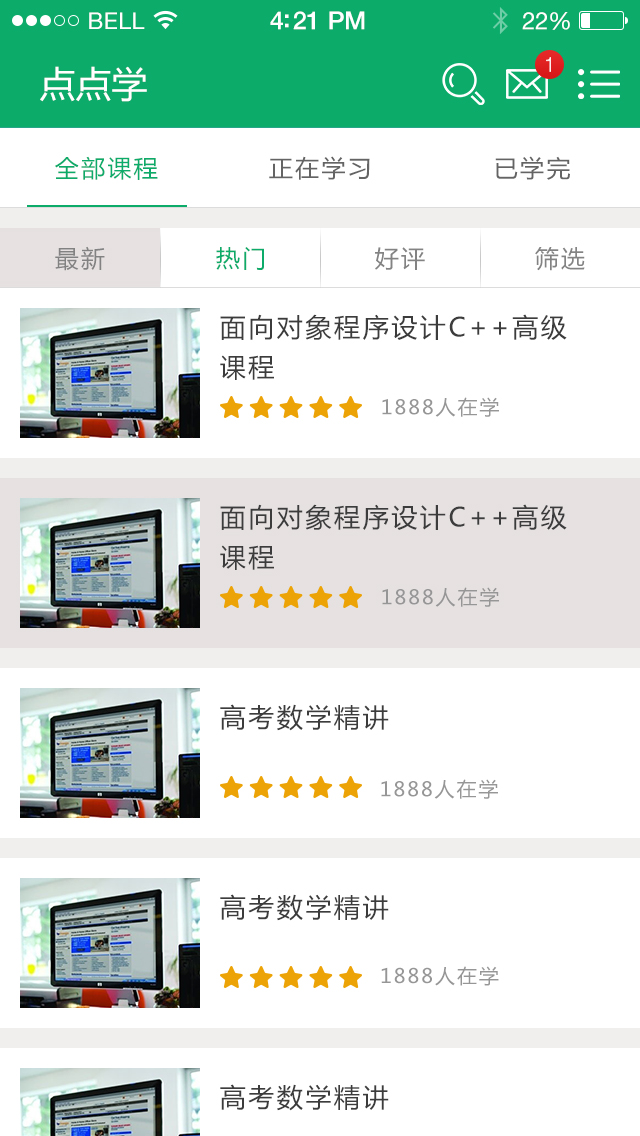 BELL 4:21 PM 22%
点点学 1
全部课程 正在学习 已学完
最新 热门 好评 筛选
面向对象程序设计C++高级
课程
1888人在学
面向对象程序设计C++高级
课程
1888人在学
高考数学精讲
1888人在学
高考数学精讲
1888人在学
高考数学精讲